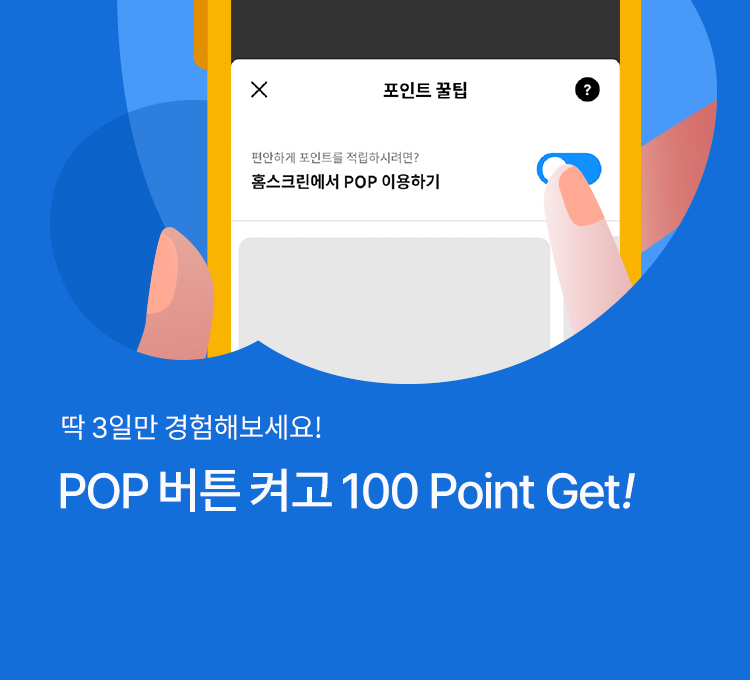 포인트 꿀팁
?
편안하게 포인트를 적립하시려면?
홈스크린에서 POP 이용하기
딱 3일만 경험해보세요!
POP 버튼 켜고 100 Point Get!